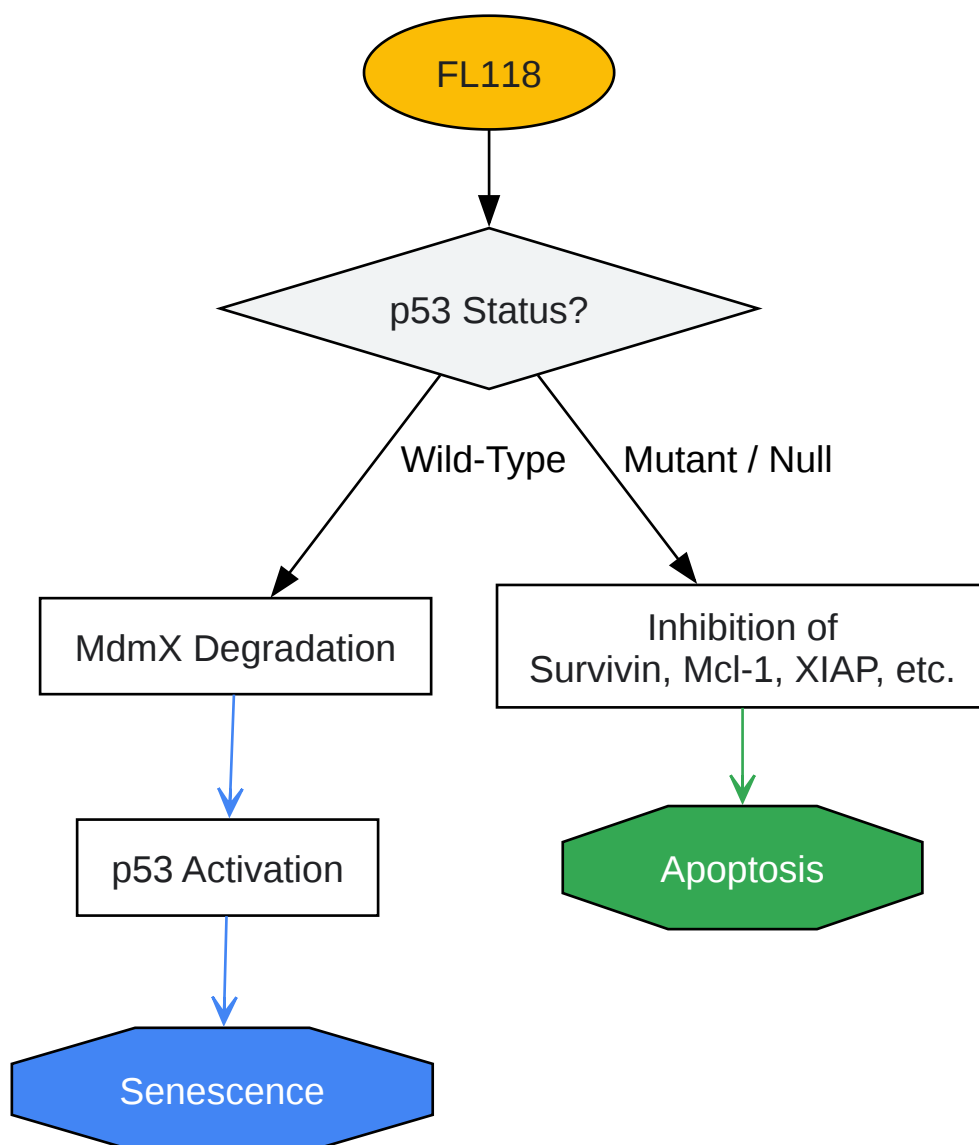 FL118
p53 Status?
Wild-Type
Mutant / Null
MdmX Degradation
Inhibition of
Survivin, Mcl-1, XIAP, etc.
p53 Activation
Apoptosis
Senescence